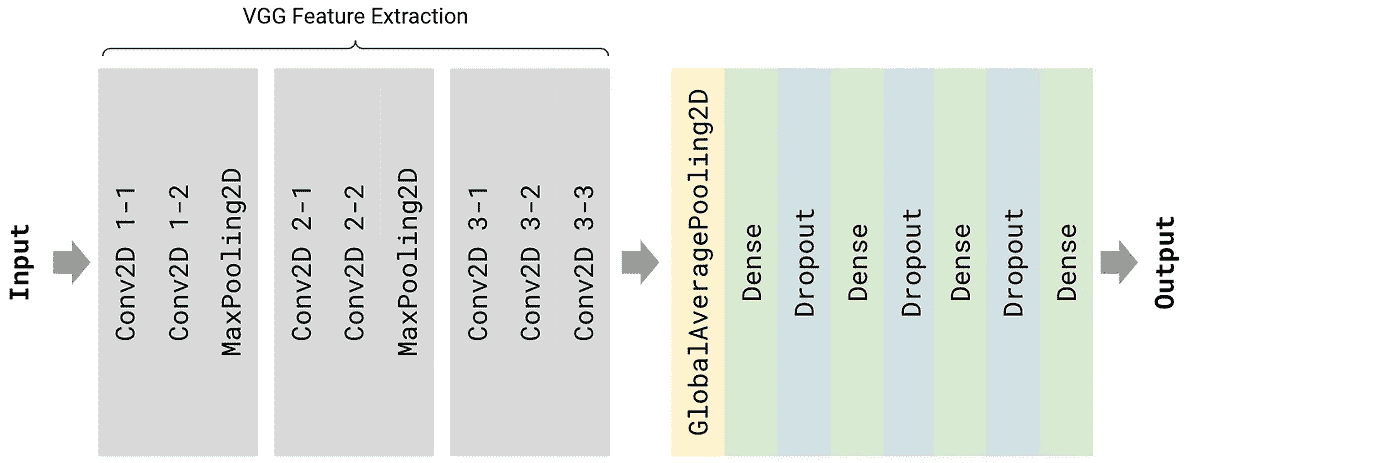 VGG Feature Extraction
Input
Conv2D 1-1
Conv2D 1-2
MaxPooling2D
Conv2D 2-1
Conv2D 2-2
MaxPooling2D
Conv2D 3-1
Conv2D 3-2
Conv2D 3-3
GlobalAveragePooling2D
Dense
Dropout
Dense
Dropout
Dense
Dropout
Dense
Output